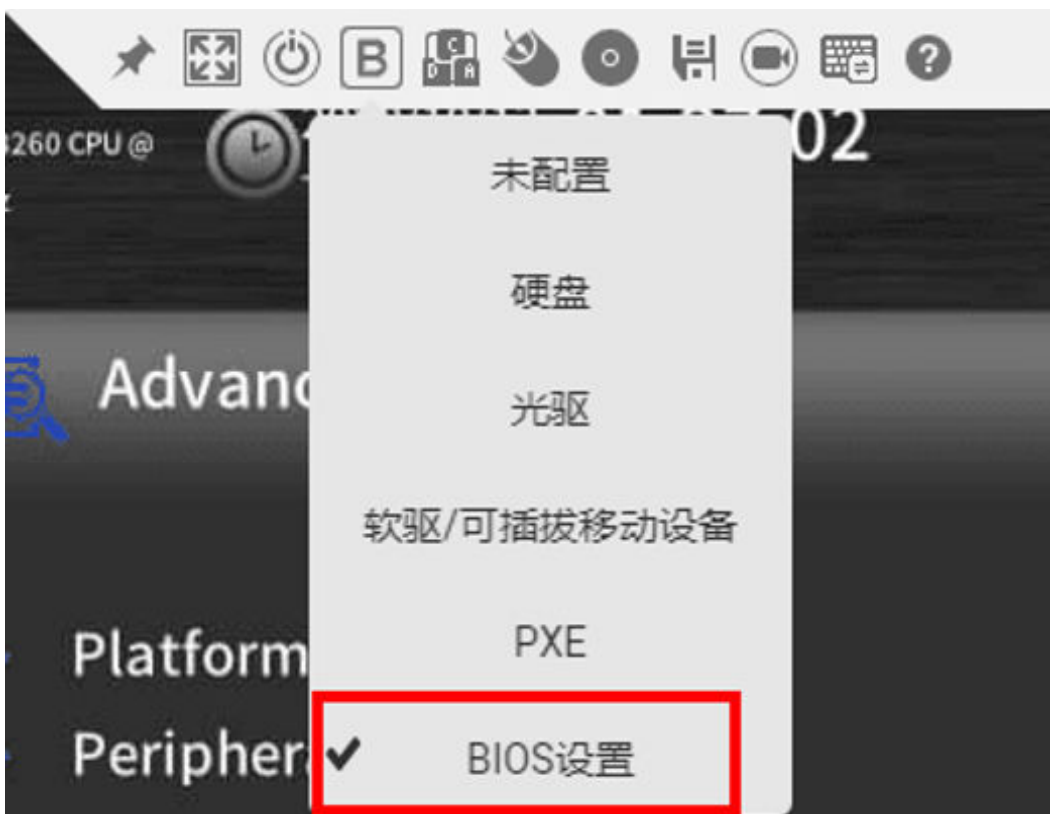 B
C
D A
?
3260 CPU @
z
02
未配置
硬盘
光驱
Advanc
软驱/可插拔移动设备
Platform
PXE
Peripher
BIOS设置